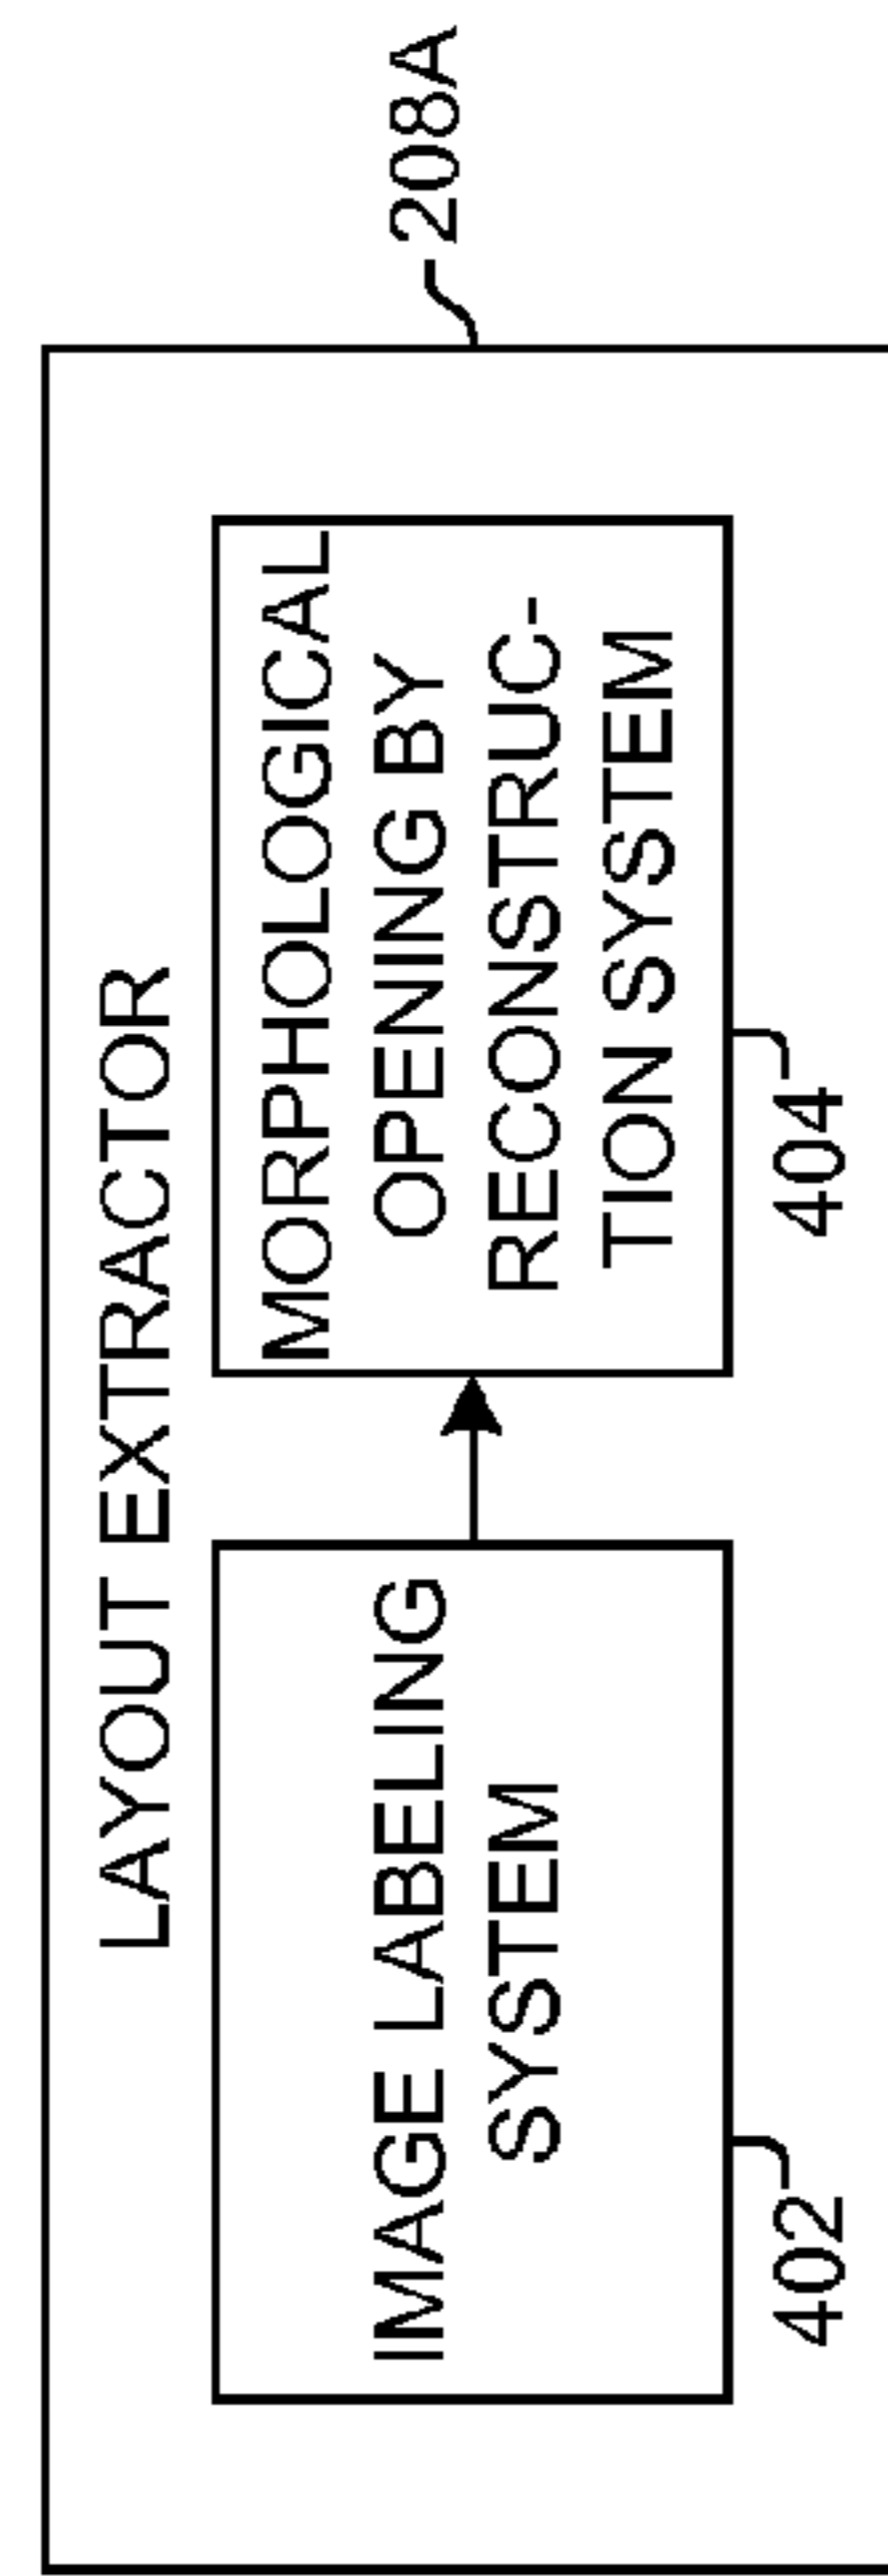 LAYOUT EXTRACTOR
IMAGE LABELING
SYSTEM
402
MORPHOLOGICAL
OPENING BY
RECONSTRUC-
TION SYSTEM
404
208A